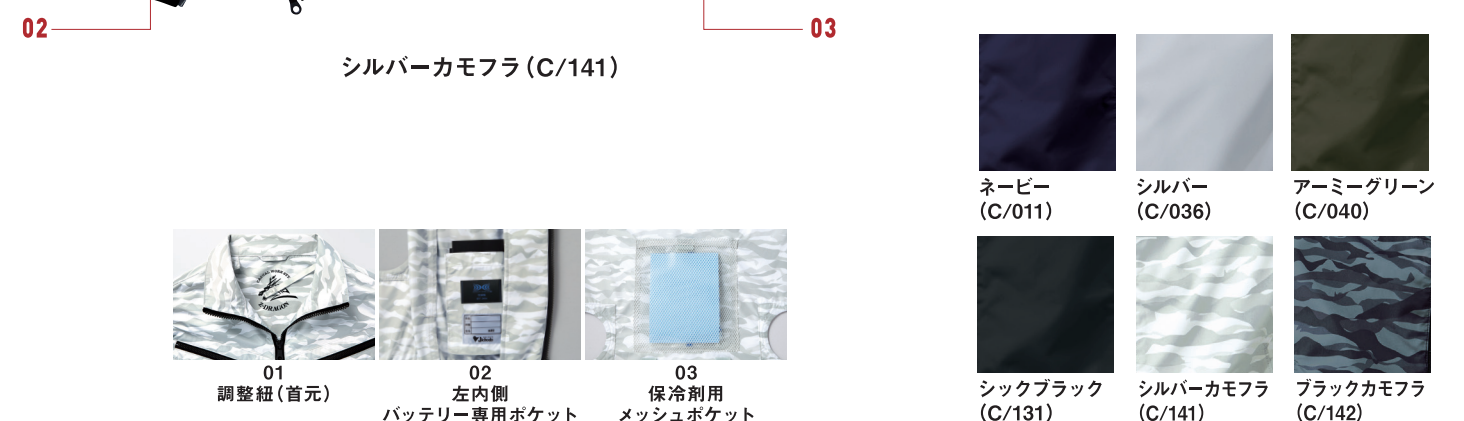 02
03
シルバーカモフラ(C/141)
01
調整紐(首元)
02
左内側
バッテリー専用ポケット
03
保冷剤用
メッシュポケット
Z-DRAGON
ネービー
(C/011)
シルバー
(C/036)
アーミーグリーン
(C/040)
シックブラック
(C/131)
シルバーカモフラ
(C/141)
ブラックカモフラ
(C/142)